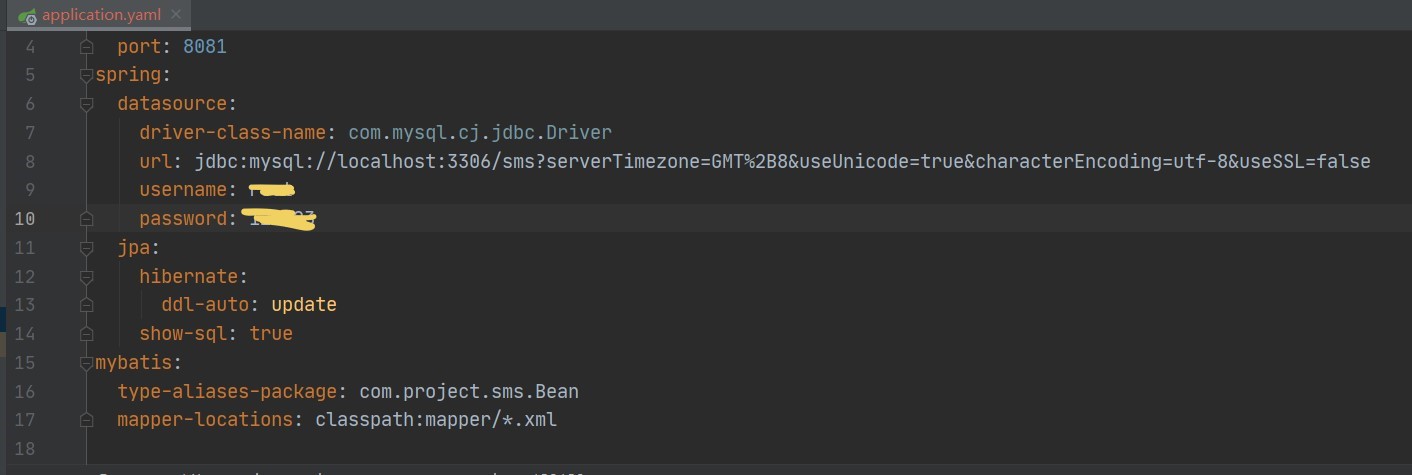 application.yaml
4 port: 8081
5 spring:
6 datasource:
7 driver-class-name: com.mysql.cj.jdbc.Driver
8 url: jdbc:mysql://localhost:3306/sms?serverTimezone=GMT%2B8&useUnicode=true&characterEncoding=utf-8&useSSL=false
9 username:
10 password:
11 jpa:
12 hibernate:
13 ddl-auto: update
14 show-sql: true
15 mybatis:
16 type-aliases-package: com.project.sms.Bean
17 mapper-locations: classpath:mapper/*.xml
18